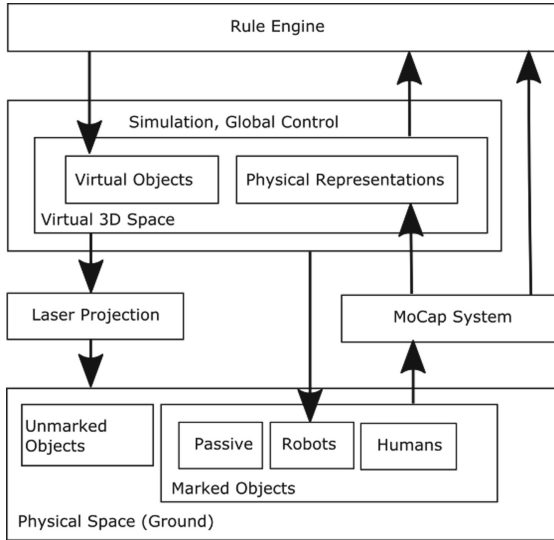 Rule Engine
Simulation, Global Control
Virtual Objects
Physical Representations
Virtual 3D Space
Laser Projection
MoCap System
Unmarked
Objects
Passive
Robots
Humans
Marked Objects
Physical Space (Ground)